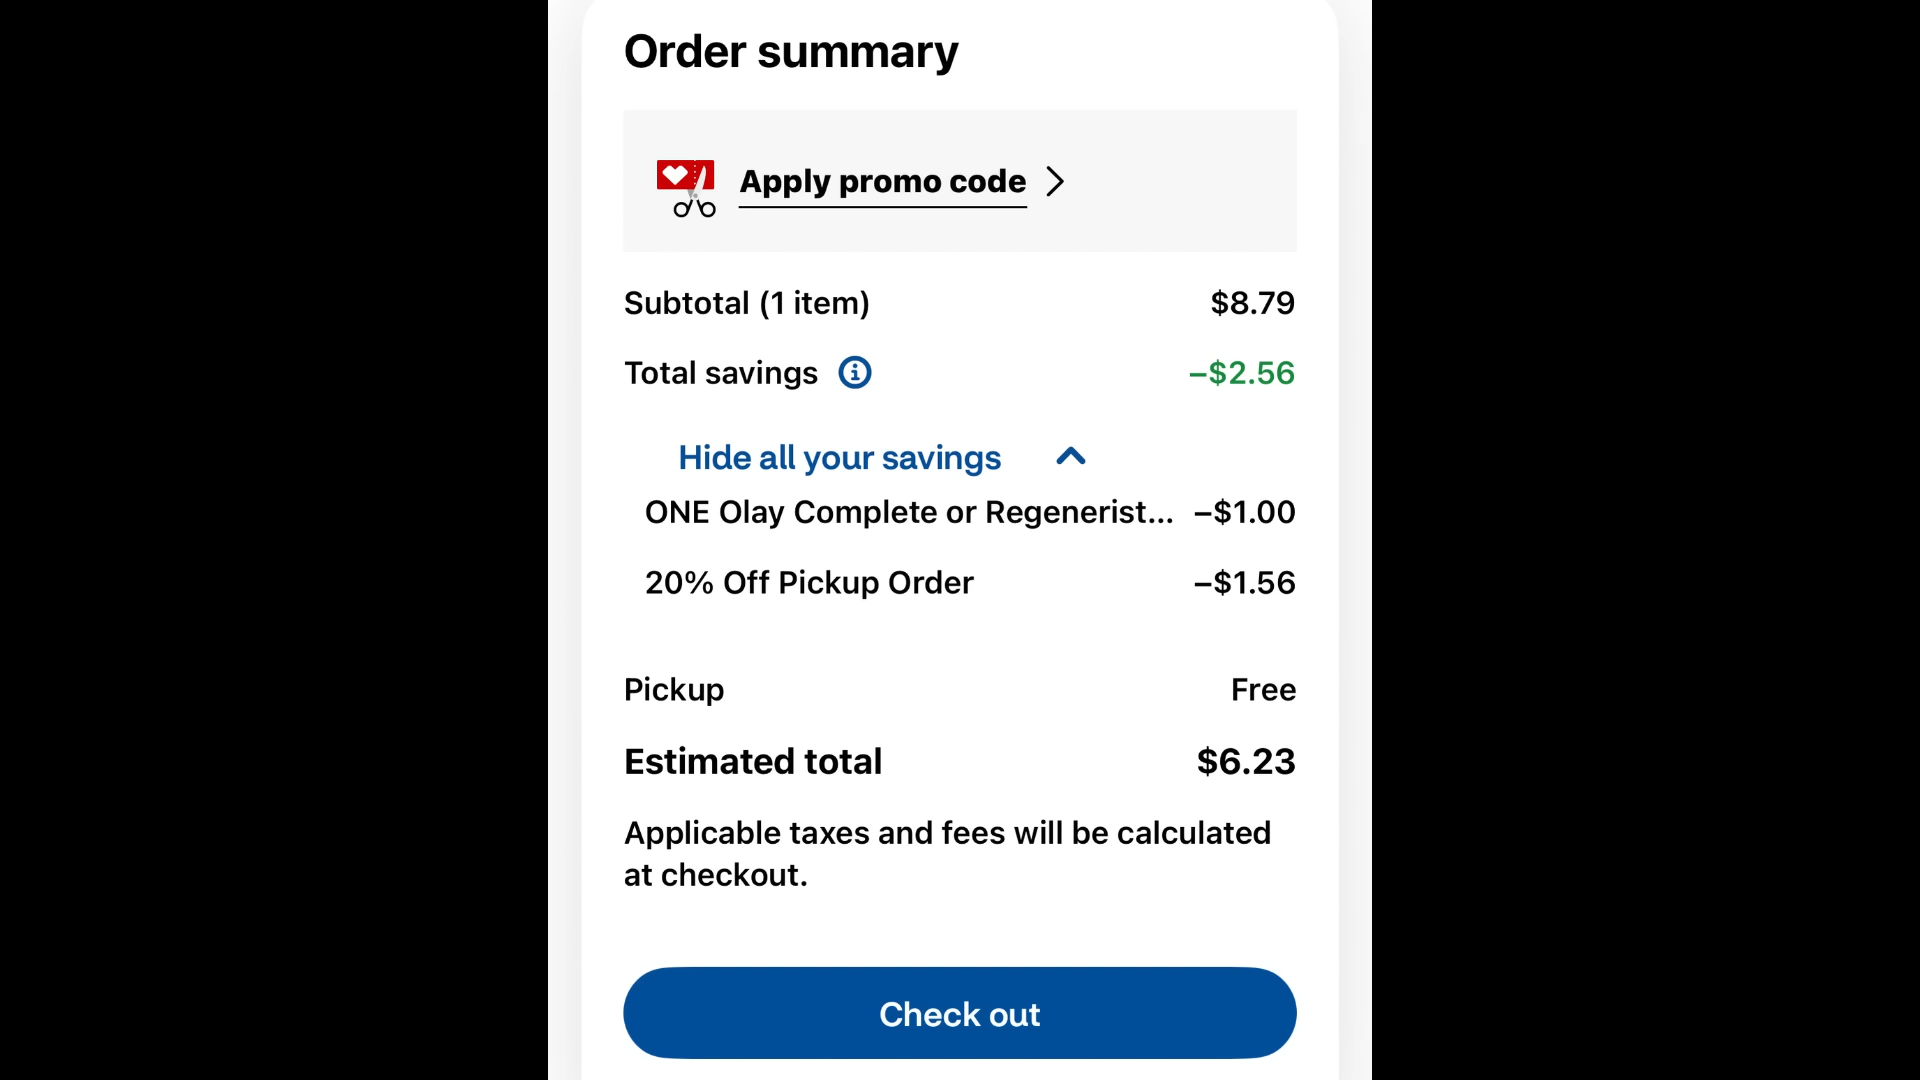 Order summary
Apply promo code
Subtotal (1 item) $8.79
Total savings –$2.56
Hide all your savings
ONE Olay Complete or Regenerist... –$1.00
20% Off Pickup Order –$1.56
Pickup Free
Estimated total $6.23
Applicable taxes and fees will be calculated
at checkout.
Check out